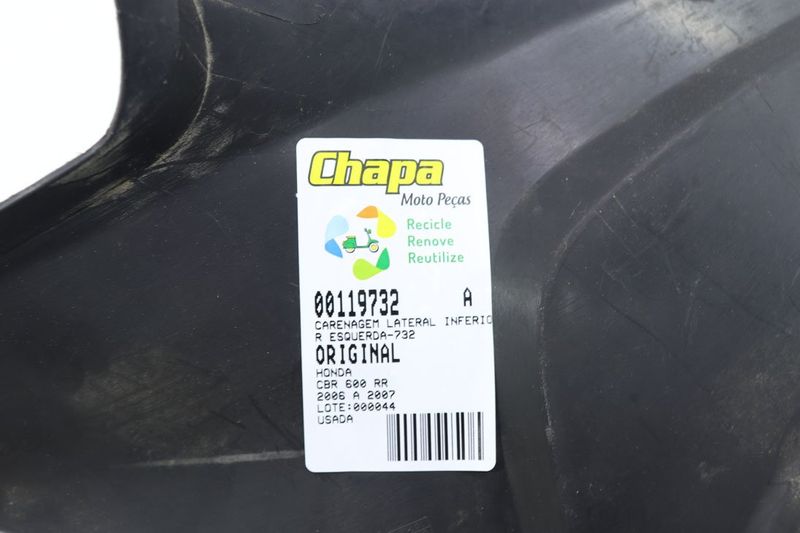 Chapa
Moto Peças
Recicle
Renove
Reutilize
00119732 A
CARENAGEM LATERAL INFERIO
R ESQUERDA-732
ORIGINAL
HONDA
CBR 600 RR
2006 A 2007
LOTE:000044
USADA